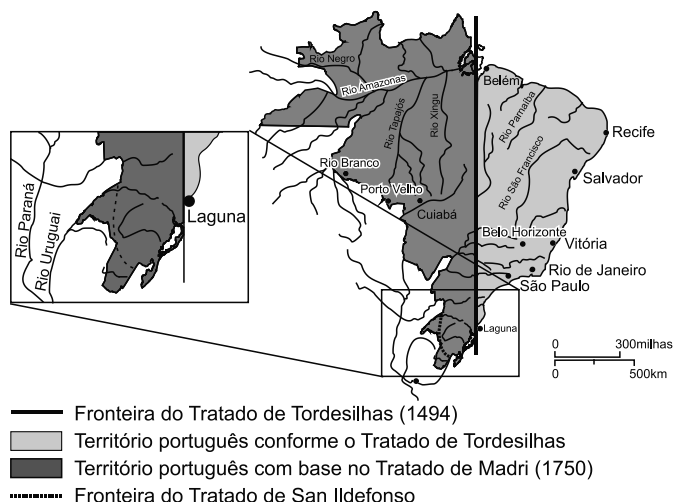 Rio Negro
Rio Amazonas
Belém
Rio Tapajós
Rio Xingu
Rio Parnaíba
Recife
Rio São Francisco
Rio Branco
Salvador
Porto Velho
Cuiabá
Belo Horizonte
Vitória
Rio de Janeiro
São Paulo
Laguna
Rio Paraná
Rio Uruguai
Laguna
0 300milhas
0 500km
Fronteira do Tratado de Tordesilhas (1494)
Território português conforme o Tratado de Tordesilhas
Território português com base no Tratado de Madri (1750)
Fronteira do Tratado de San Ildefonso